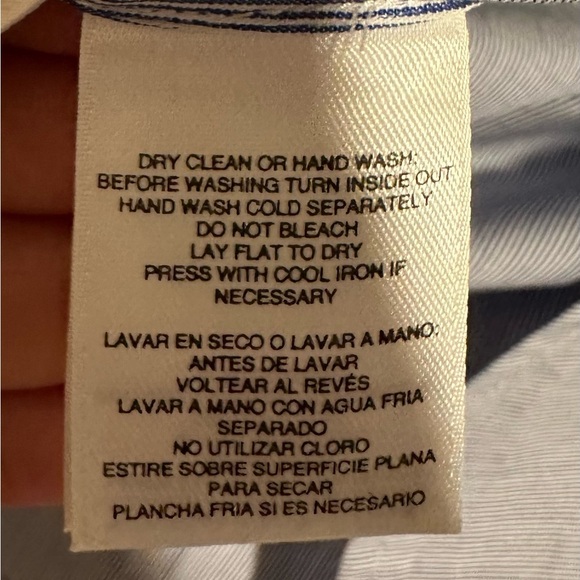 DRY CLEAN OR HAND WASH:
BEFORE WASHING TURN INSIDE OUT
HAND WASH COLD SEPARATELY
DO NOT BLEACH
LAY FLAT TO DRY
PRESS WITH COOL IRON IF
NECESSARY
LAVAR EN SECO O LAVAR A MANO:
ANTES DE LAVAR
VOLTEAR AL REVÉS
LAVAR A MANO CON AGUA FRIA
SEPARADO
NO UTILIZAR CLORO
ESTIRE SOBRE SUPERFICIE PLANA
PARA SECAR
PLANCHA FRIA SI ES NECESARIO